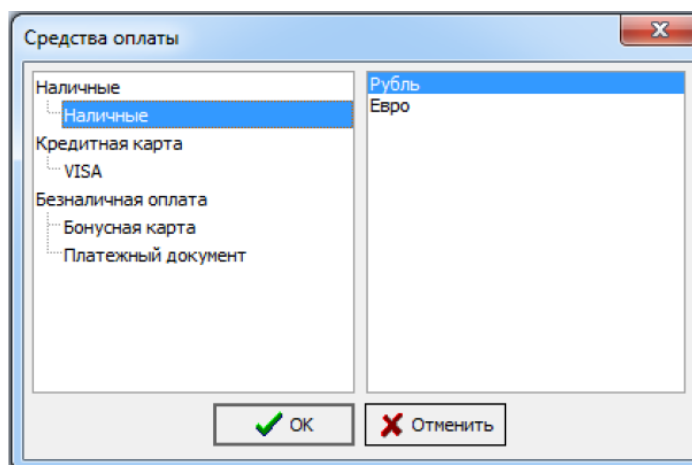 Средства оплаты
Наличные
Наличные
Кредитная карта
VISA
Безналичная оплата
Бонусная карта
Платежный документ
Рубль
Евро
OK
Отменить